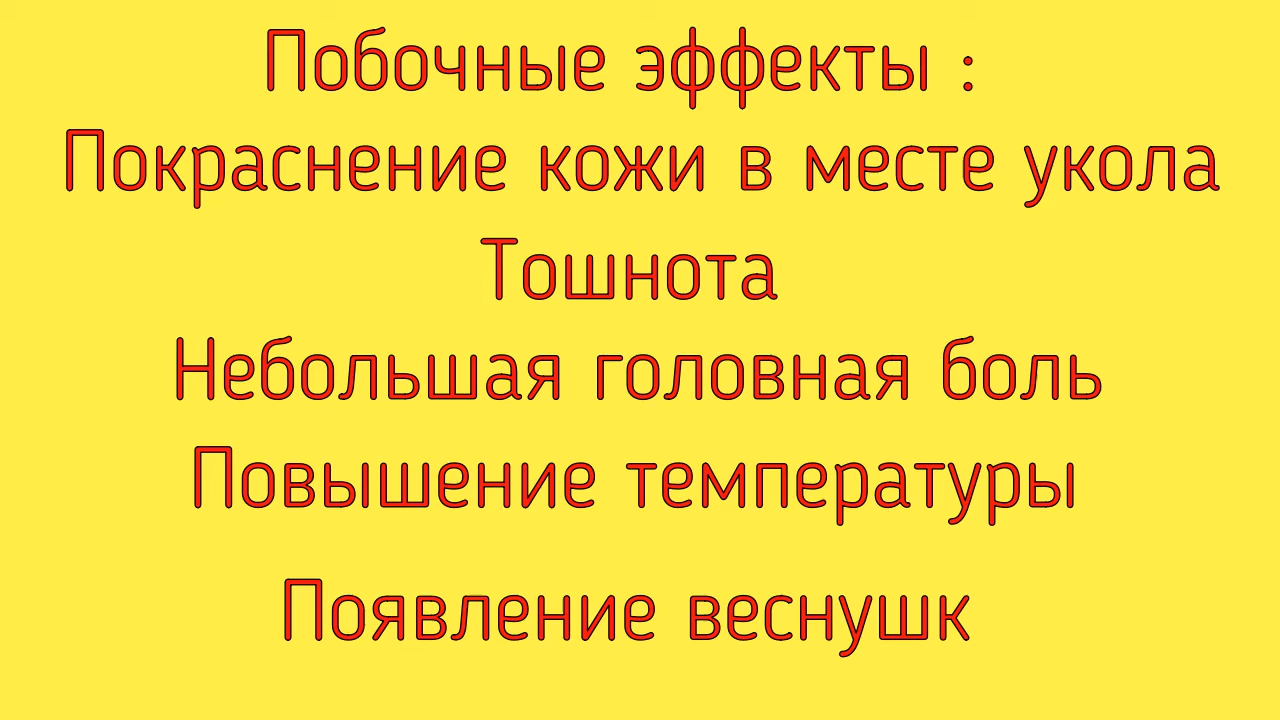 Побочные эффекты :
Покраснение кожи в месте укола
Тошнота
Небольшая головная боль
Повышение температуры
Появление веснушк